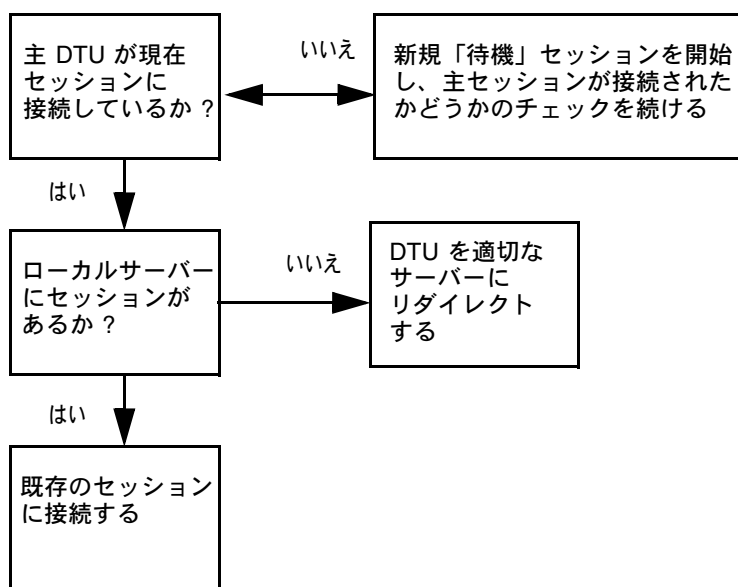 主 DTU が現在
セッションに
接続しているか ?
いいえ
新規「待機」セッションを開始
し、主セッションが接続された
かどうかのチェックを続ける
はい
ローカルサーバー
にセッションが
あるか ?
いいえ
DTU を適切な
サーバーに
リダイレクト
する
はい
既存のセッション
に接続する